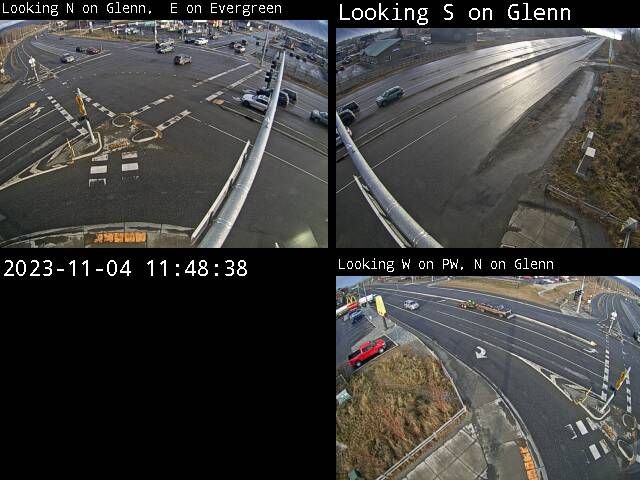 Looking N on Glenn,  E on Evergreen
Looking S on Glenn
2023-11-04 11:48:38
Looking W on PW, N on Glenn